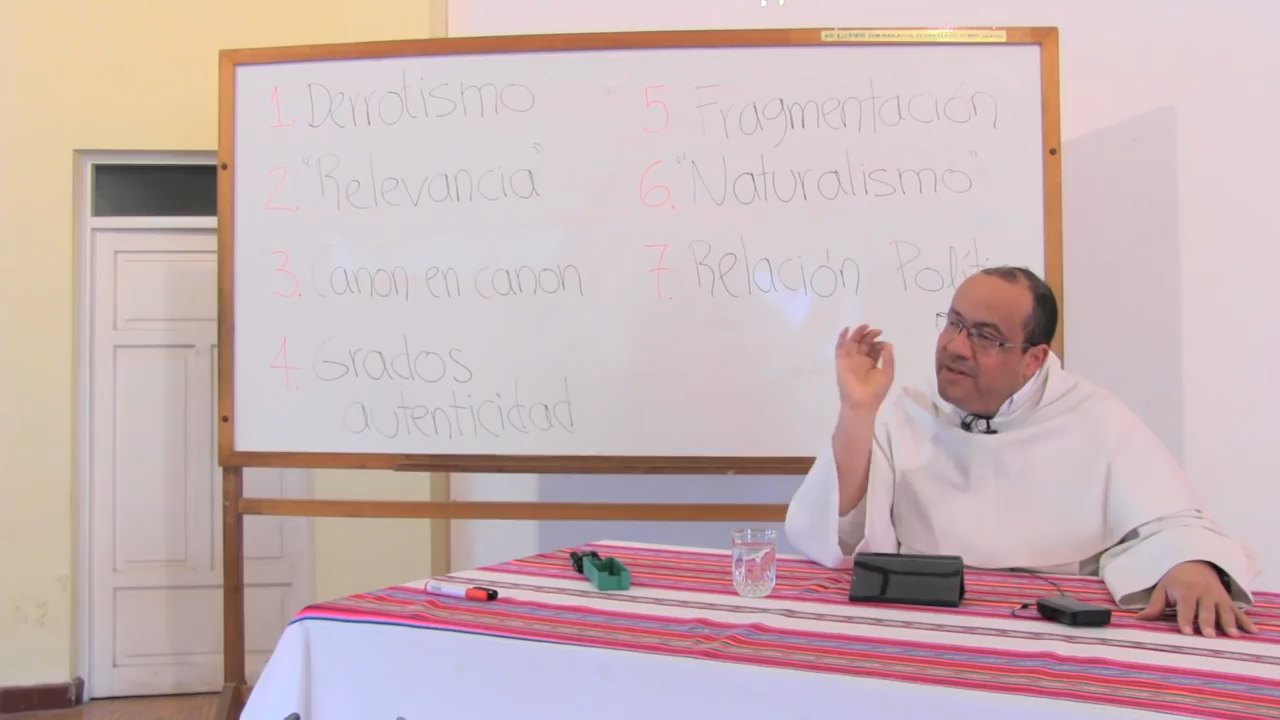 1. Derrotismo
2. "Relevancia"
3. Canon en canon
4. Grados
autenticidad
5 Fragmentación
6. "Naturalismo"
7. Relación